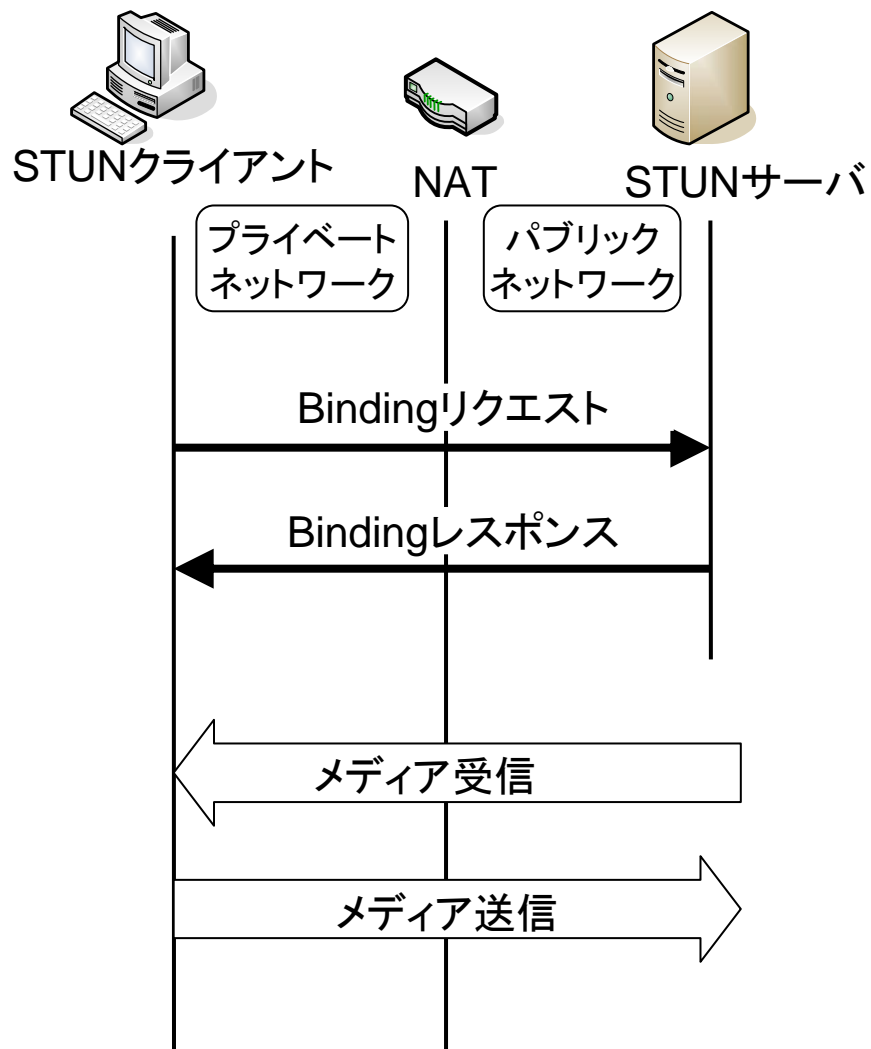 STUNクライアント
NAT
STUNサーバ
プライベート
ネットワーク
パブリック
ネットワーク
Bindingリクエスト
Bindingレスポンス
メディア受信
メディア送信